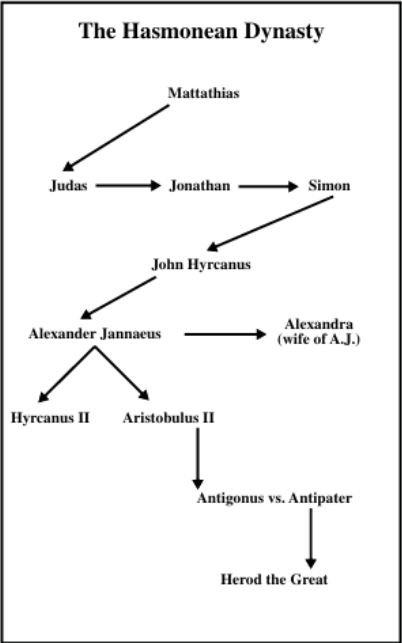 The Hasmonean Dynasty
Mattathias
Judas Jonathan Simon
John Hyrcanus
Alexander Jannaeus
Alexandra
(wife of A.J.)
Hyrcanus II Aristobulus II
Antigonus vs. Antipater
Herod the Great